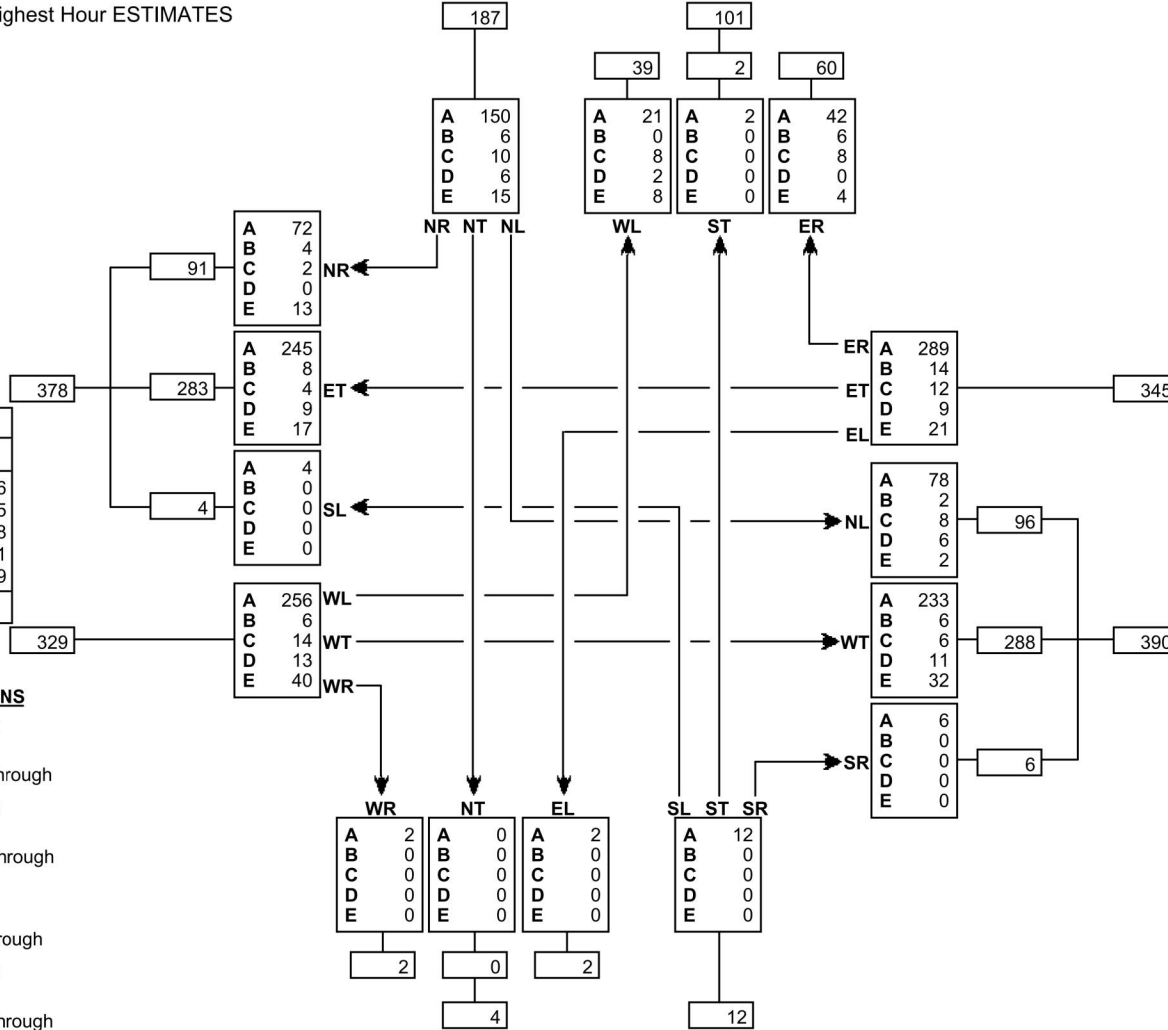 ighest Hour ESTIMATES
187
101
39
2
60
A 150
B 6
C 10
D 6
E 15
A 21
B 0
C 8
D 2
E 8
A 2
B 0
C 0
D 0
E 0
A 42
B 6
C 8
D 0
E 4
NR NT NL
WL
ST
ER
A 72
B 4
C 2
D 0
E 13
91
NR
A 245
B 8
C 4
D 9
E 17
378
283
ET
A 4
B 0
C 0
D 0
E 0
4
SL
ER
ET
EL
A 289
B 14
C 12
D 9
E 21
345
A 78
B 2
C 8
D 6
E 2
NL
96
6
5
8
1
9
A 256
B 6
C 14
D 13
E 40
329
WL
WT
WR
A 233
B 6
C 6
D 11
E 32
WT
288
390
A 6
B 0
C 0
D 0
E 0
SR
6
NS
hrough
hrough
rough
hrough
WR
NT
EL
SL ST SR
A 2
B 0
C 0
D 0
E 0
A 0
B 0
C 0
D 0
E 0
A 2
B 0
C 0
D 0
E 0
A 12
B 0
C 0
D 0
E 0
2
0
2
4
12